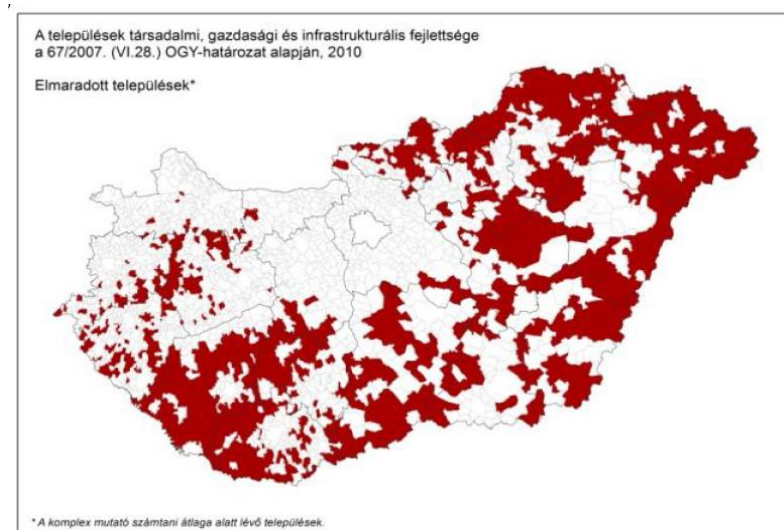 A települések társadalmi, gazdasági és infrastrukturális fejlettsége
a 67/2007. (VI.28.) OGY-határozat alapján, 2010
Elmaradott települések*
* A komplex mutató számtani átlaga alatt lévő települések.